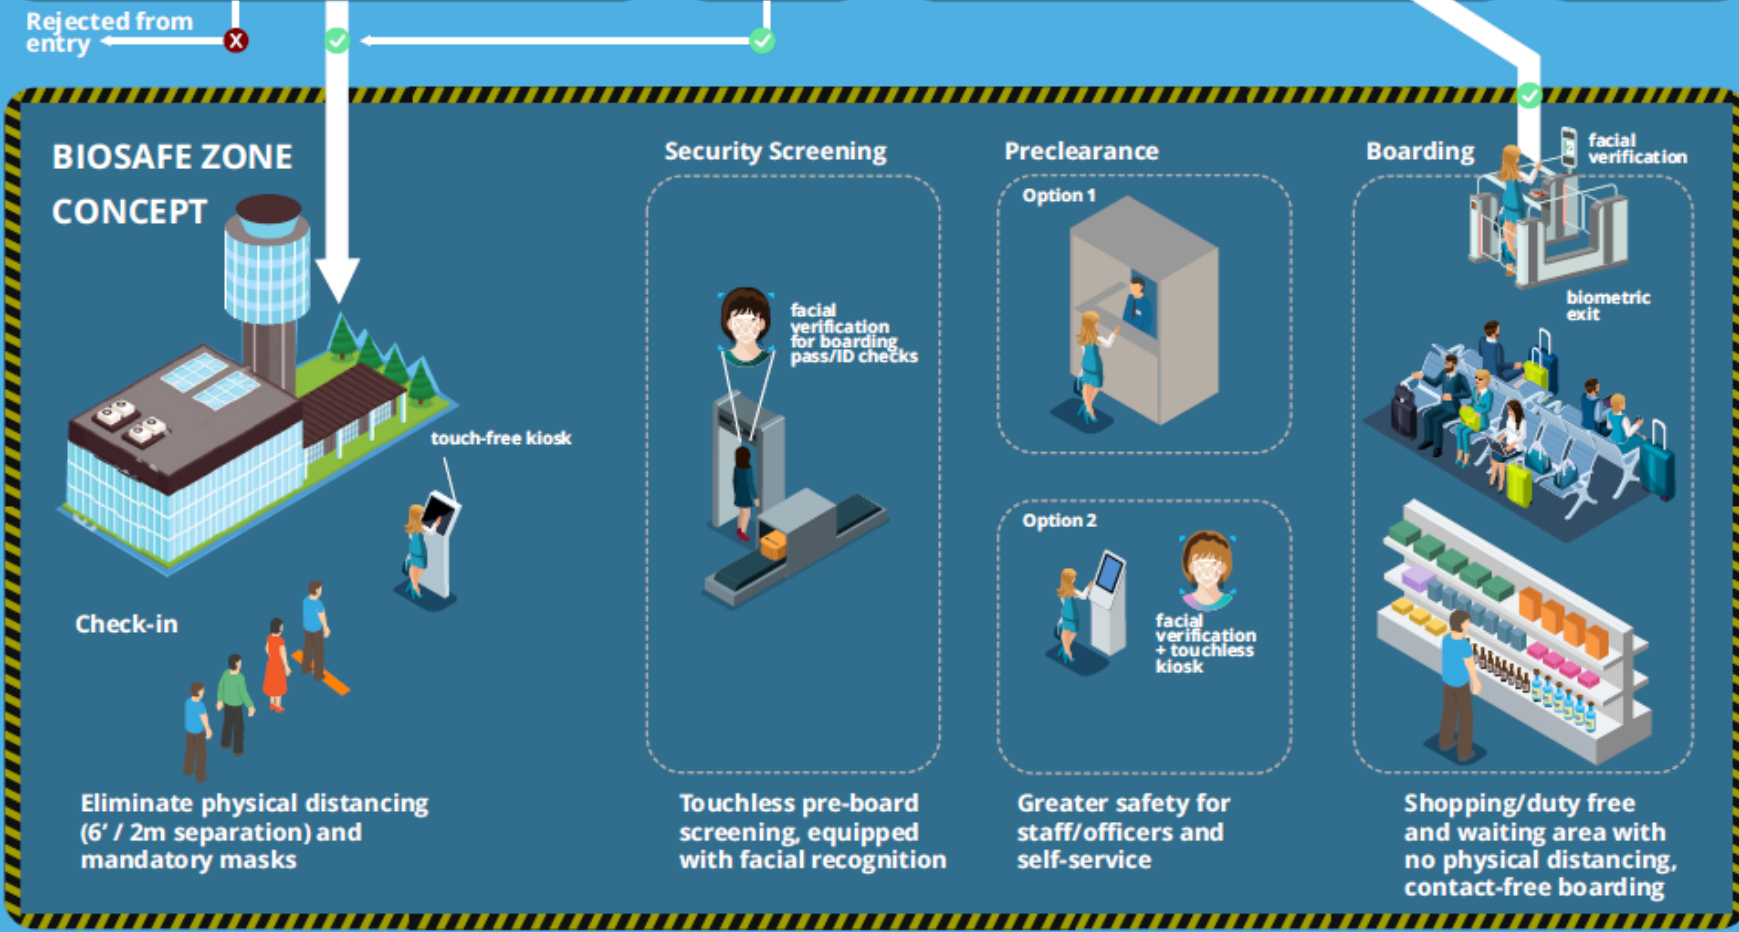 Rejected from
entry
X
BIOSAFE ZONE
CONCEPT
touch-free kiosk
Check-in
Eliminate physical distancing
(6’ / 2m separation) and
mandatory masks
Security Screening
facial
verification
for boarding
pass/ID checks
Touchless pre-board
screening, equipped
with facial recognition
Preclearance
Option 1
Option 2
facial
verification
+ touchless
kiosk
Greater safety for
staff/officers and
self-service
Boarding
facial
verification
biometric
exit
Shopping/duty free
and waiting area with
no physical distancing,
contact-free boarding